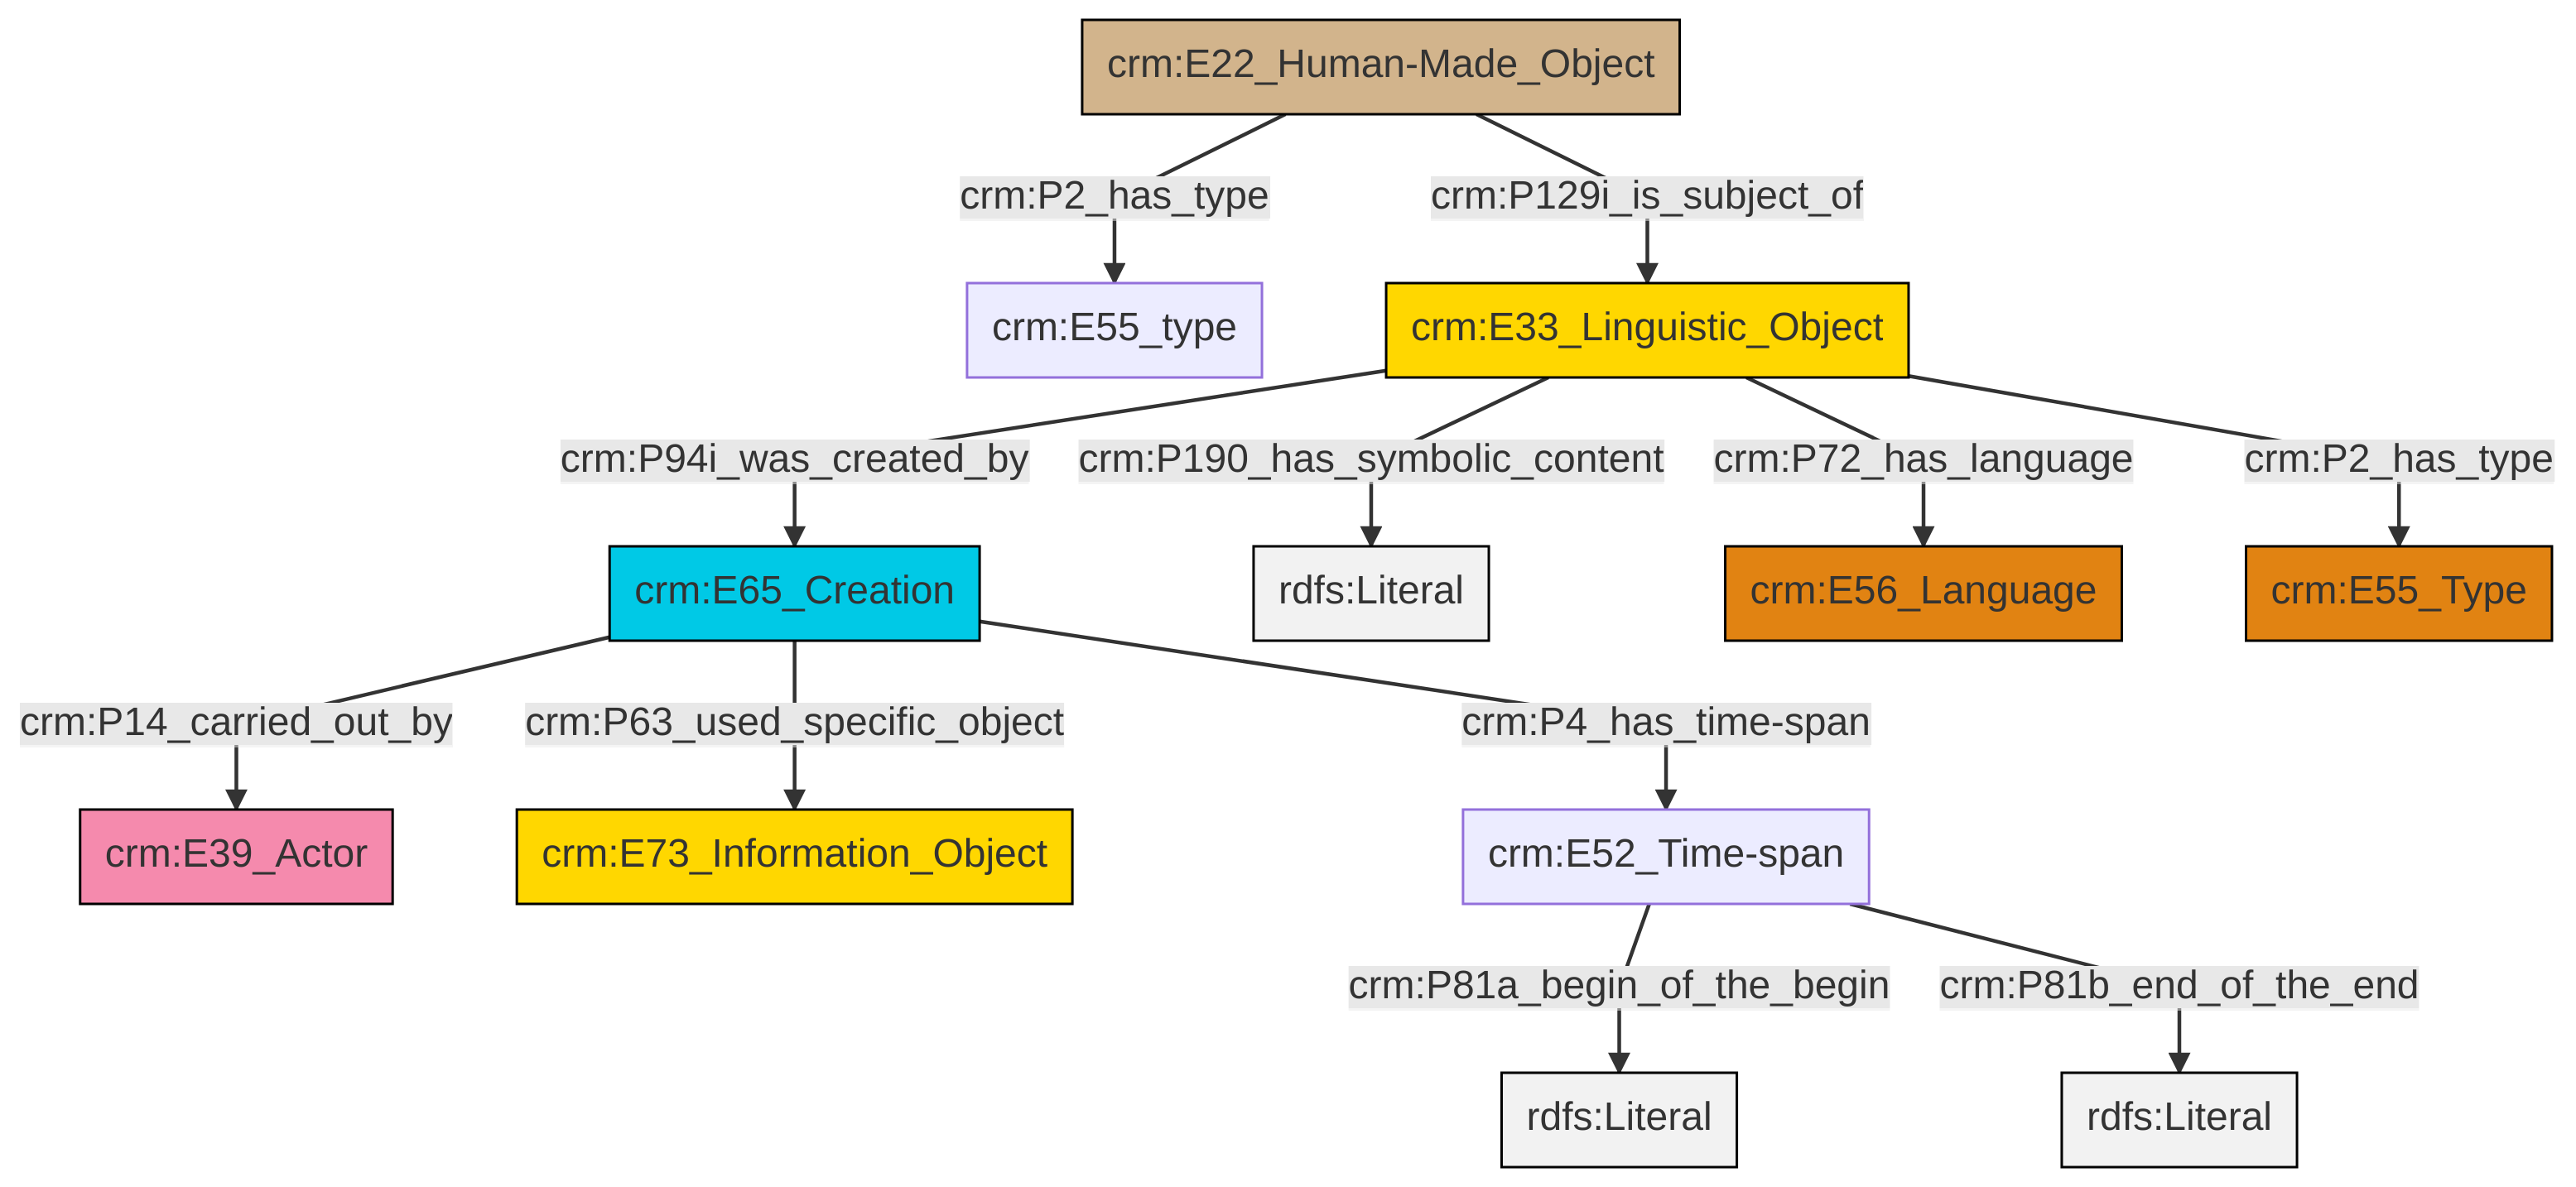 crm:E22_Human-Made_Object
crm:P2_has_type
crm:P129i_is_subject_of
crm:E55_type
crm:E33_Linguistic_Object
crm:P94i_was_created_by
crm:P190_has_symbolic_content
crm:P72_has_language
crm:P2_has_type
crm:E65_Creation
rdfs:Literal
crm:E56_Language
crm:E55_Type
crm:P14_carried_out_by
crm:P63_used_specific_object
crm:P4_has_time-span
crm:E39_Actor
crm:E73_Information_Object
crm:E52_Time-span
crm:P81a_begin_of_the_begin
crm:P81b_end_of_the_end
rdfs:Literal
rdfs:Literal